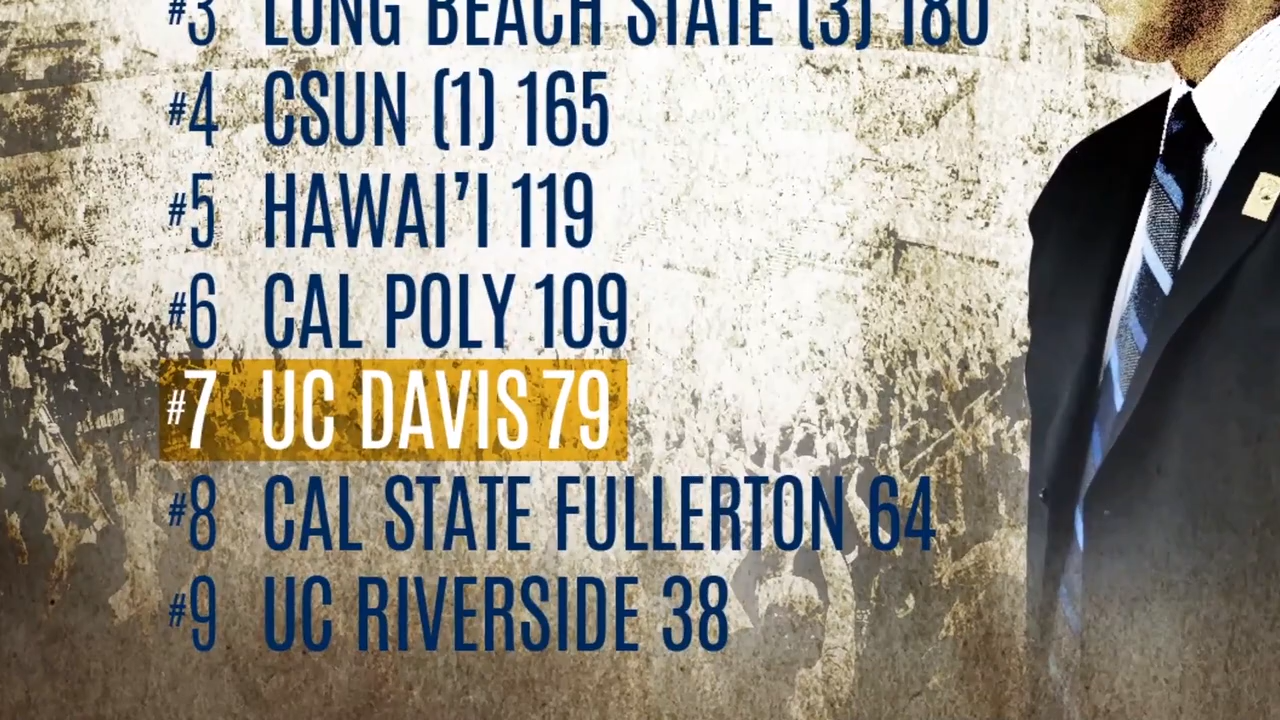 #3 LONG BEACH STATE (3) 180
#4 CSUN (1) 165
#5 HAWAI’I 119
#6 CAL POLY 109
#7 UC DAVIS 79
#8 CAL STATE FULLERTON 64
#9 UC RIVERSIDE 38